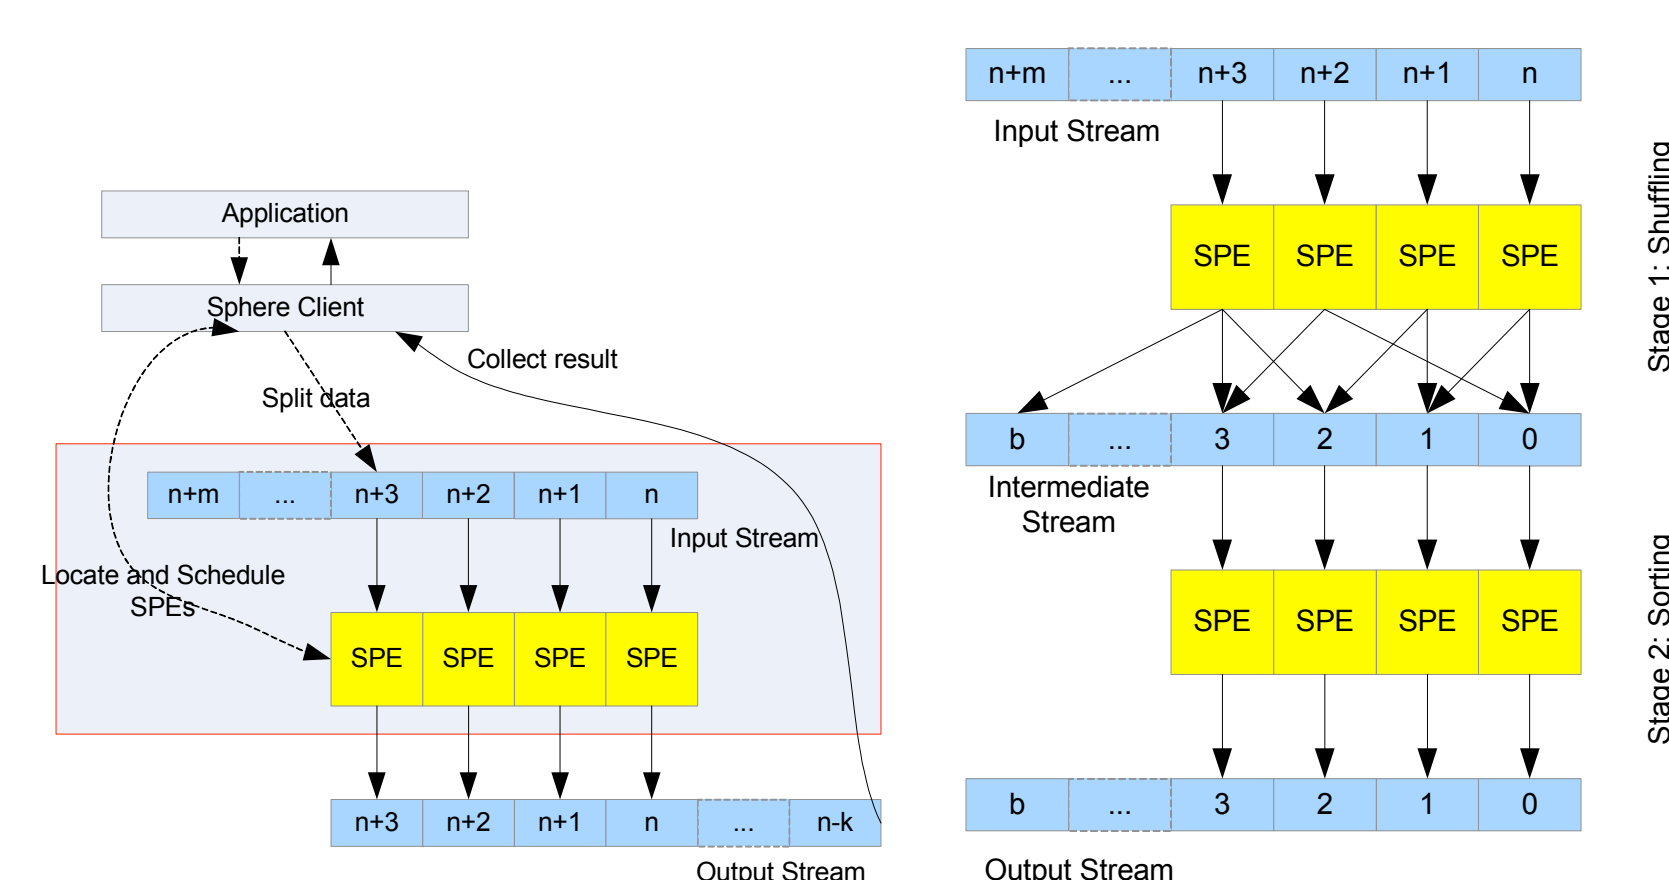 Application
Sphere Client
Collect result
Split data
n+m ... n+3 n+2 n+1 n
Input Stream
Locate and Schedule
SPEs
SPE SPE SPE SPE
n+3 n+2 n+1 n ... n-k
Output Stream
n+m ... n+3 n+2 n+1 n
Input Stream
SPE SPE SPE SPE
Stage 1: Shuffling
b ... 3 2 1 0
Intermediate
Stream
SPE SPE SPE SPE
Stage 2: Sorting
b ... 3 2 1 0
Output Stream